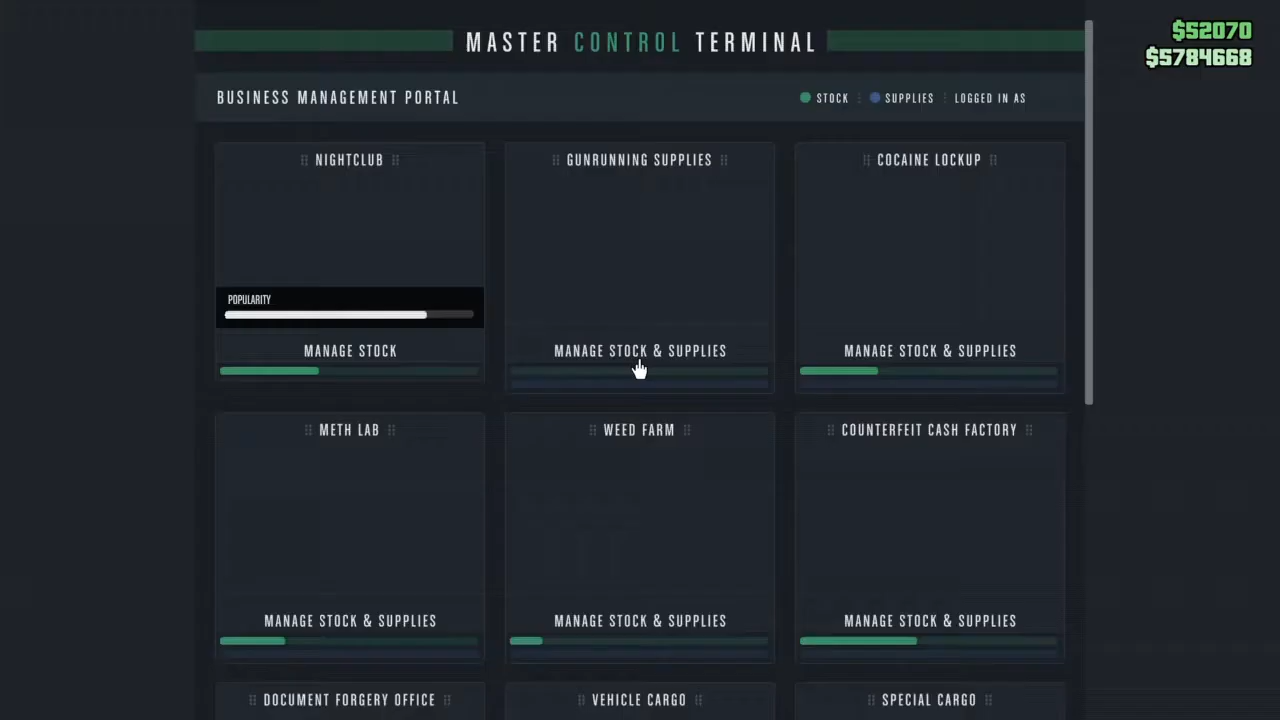 $52070
$5784668
MASTER CONTROL TERMINAL
BUSINESS MANAGEMENT PORTAL
STOCK
SUPPLIES
LOGGED IN AS
NIGHTCLUB
GUNRUNNING SUPPLIES
COCAINE LOCKUP
POPULARITY
MANAGE STOCK
MANAGE STOCK & SUPPLIES
MANAGE STOCK & SUPPLIES
METH LAB
WEED FARM
COUNTERFEIT CASH FACTORY
MANAGE STOCK & SUPPLIES
MANAGE STOCK & SUPPLIES
MANAGE STOCK & SUPPLIES
DOCUMENT FORGERY OFFICE
VEHICLE CARGO
SPECIAL CARGO